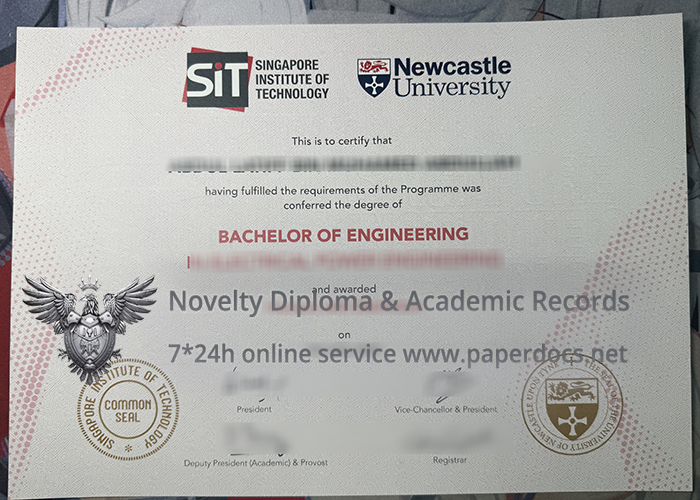 SiT SINGAPORE
INSTITUTE OF
TECHNOLOGY
Newcastle
University
This is to certify that
having fulfilled the requirements of the Programme was
conferred the degree of
BACHELOR OF ENGINEERING
and awarded
Novelty Diploma & Academic Records
on
7*24h online service www.paperdocs.net
President
Vice-Chancellor & President
SINGAPORE INSTITUTE OF TECHNOLOGY
COMMON
SEAL
Deputy President (Academic) & Provost
Registrar